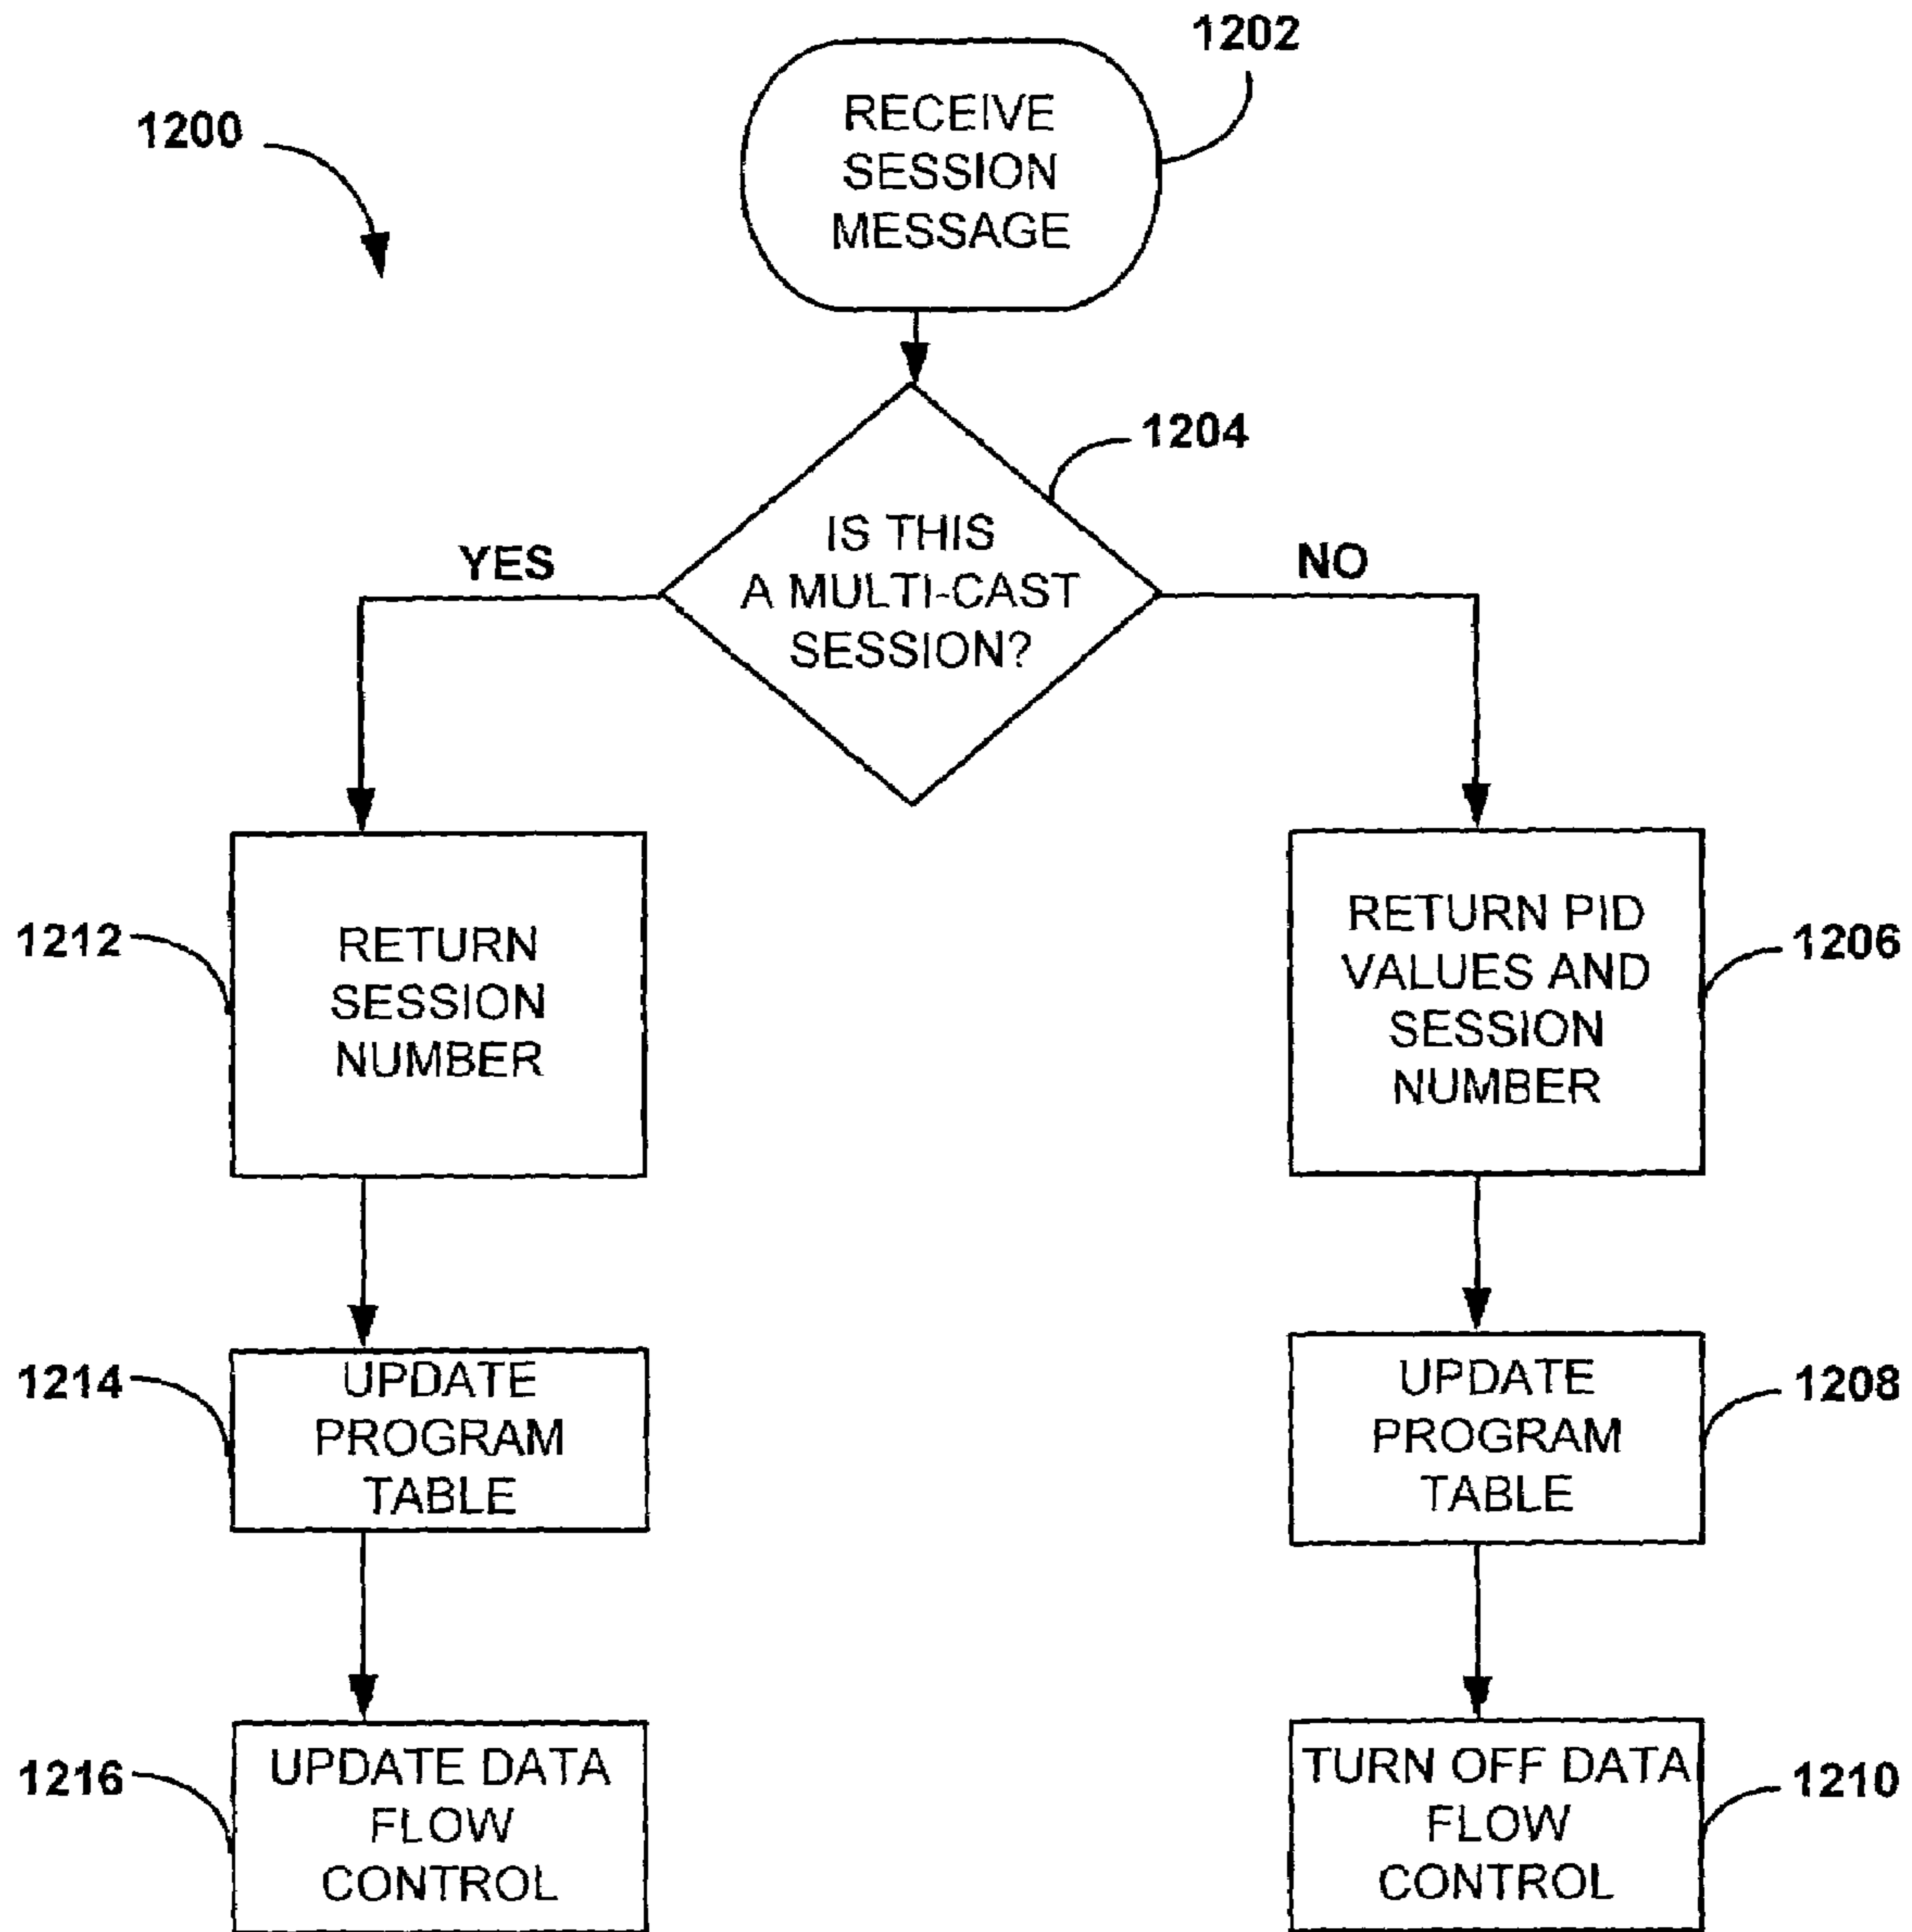 1202
1200
RECEIVE
SESSION
MESSAGE
1204
IS THIS
A MULTI-CAST
SESSION?
YES
NO
1212
RETURN
SESSION
NUMBER
RETURN PID
VALUES AND
SESSION
NUMBER
1206
1214
UPDATE
PROGRAM
TABLE
UPDATE
PROGRAM
TABLE
1208
1216
UPDATE DATA
FLOW
CONTROL
TURN OFF DATA
FLOW
CONTROL
1210